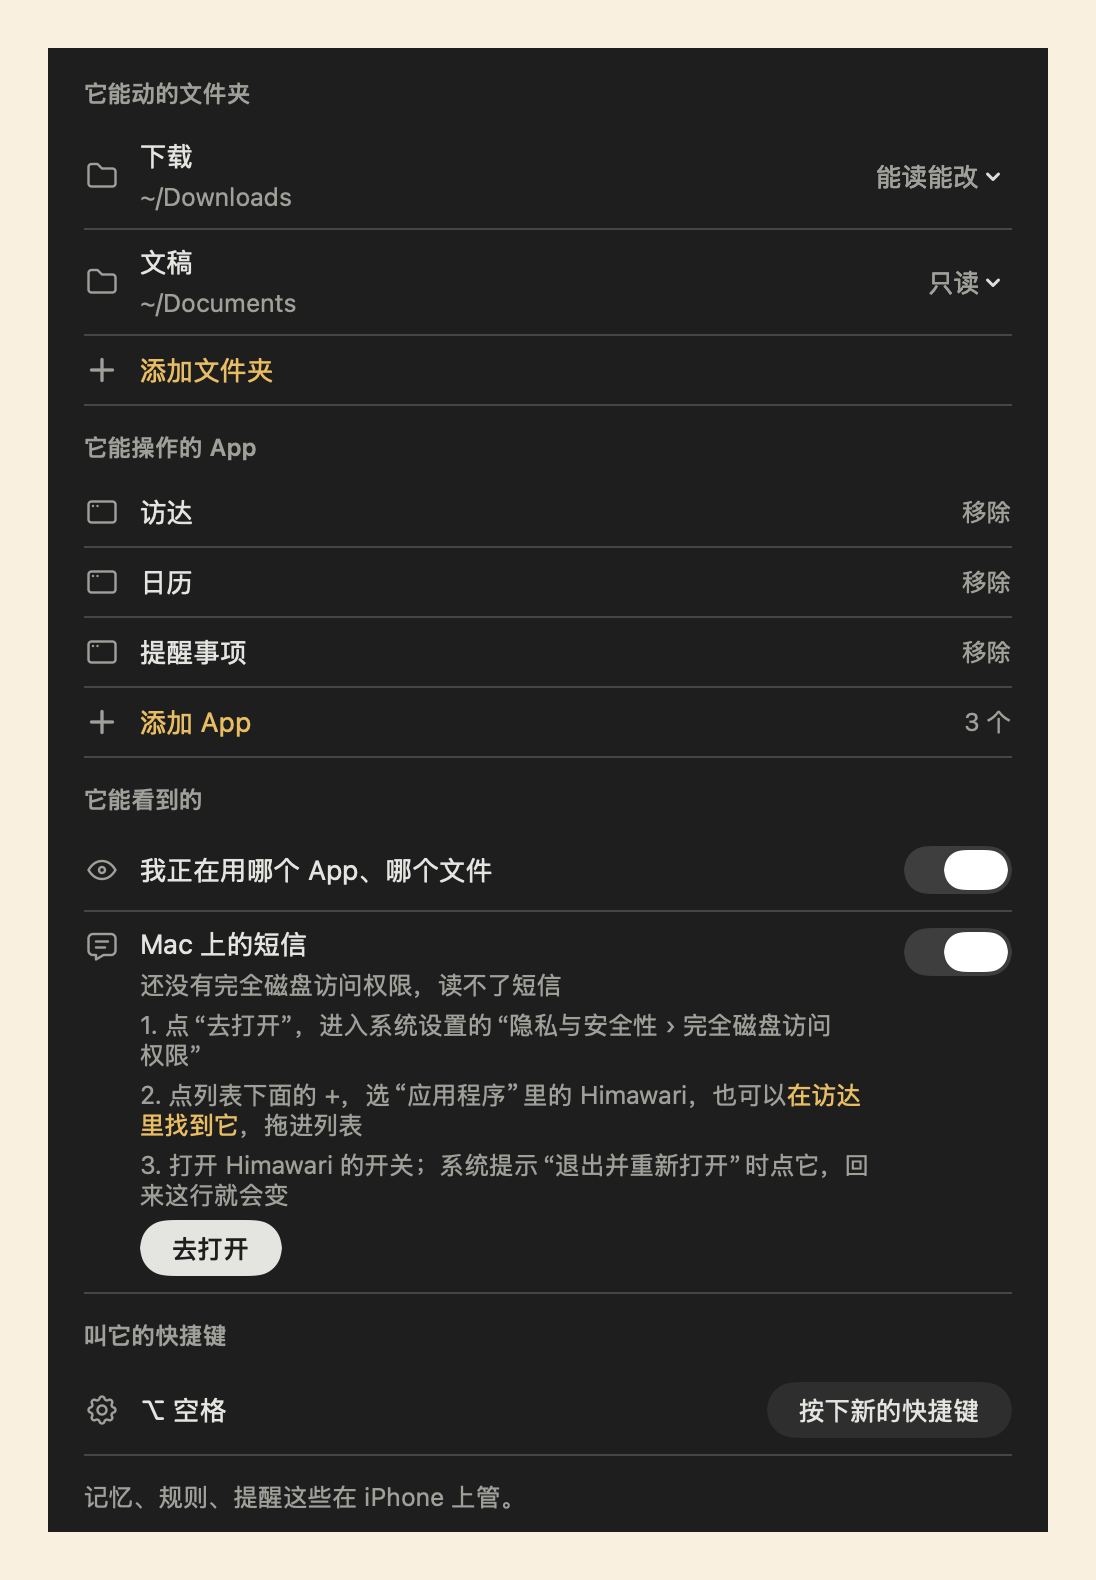 它能动的文件夹
下载
能读能改
~/Downloads
文稿
只读
~/Documents
添加文件夹
它能操作的 App
访达
移除
日历
移除
提醒事项
移除
添加 App
3 个
它能看到的
我正在用哪个 App、哪个文件
Mac 上的短信
还没有完全磁盘访问权限，读不了短信
1. 点“去打开”，进入系统设置的“隐私与安全性 › 完全磁盘访问
权限”
2. 点列表下面的 +，选“应用程序”里的 Himawari，也可以在访达
里找到它，拖进列表
3. 打开 Himawari 的开关；系统提示“退出并重新打开”时点它，回
来这行就会变
去打开
叫它的快捷键
⌥ 空格
按下新的快捷键
记忆、规则、提醒这些在 iPhone 上管。